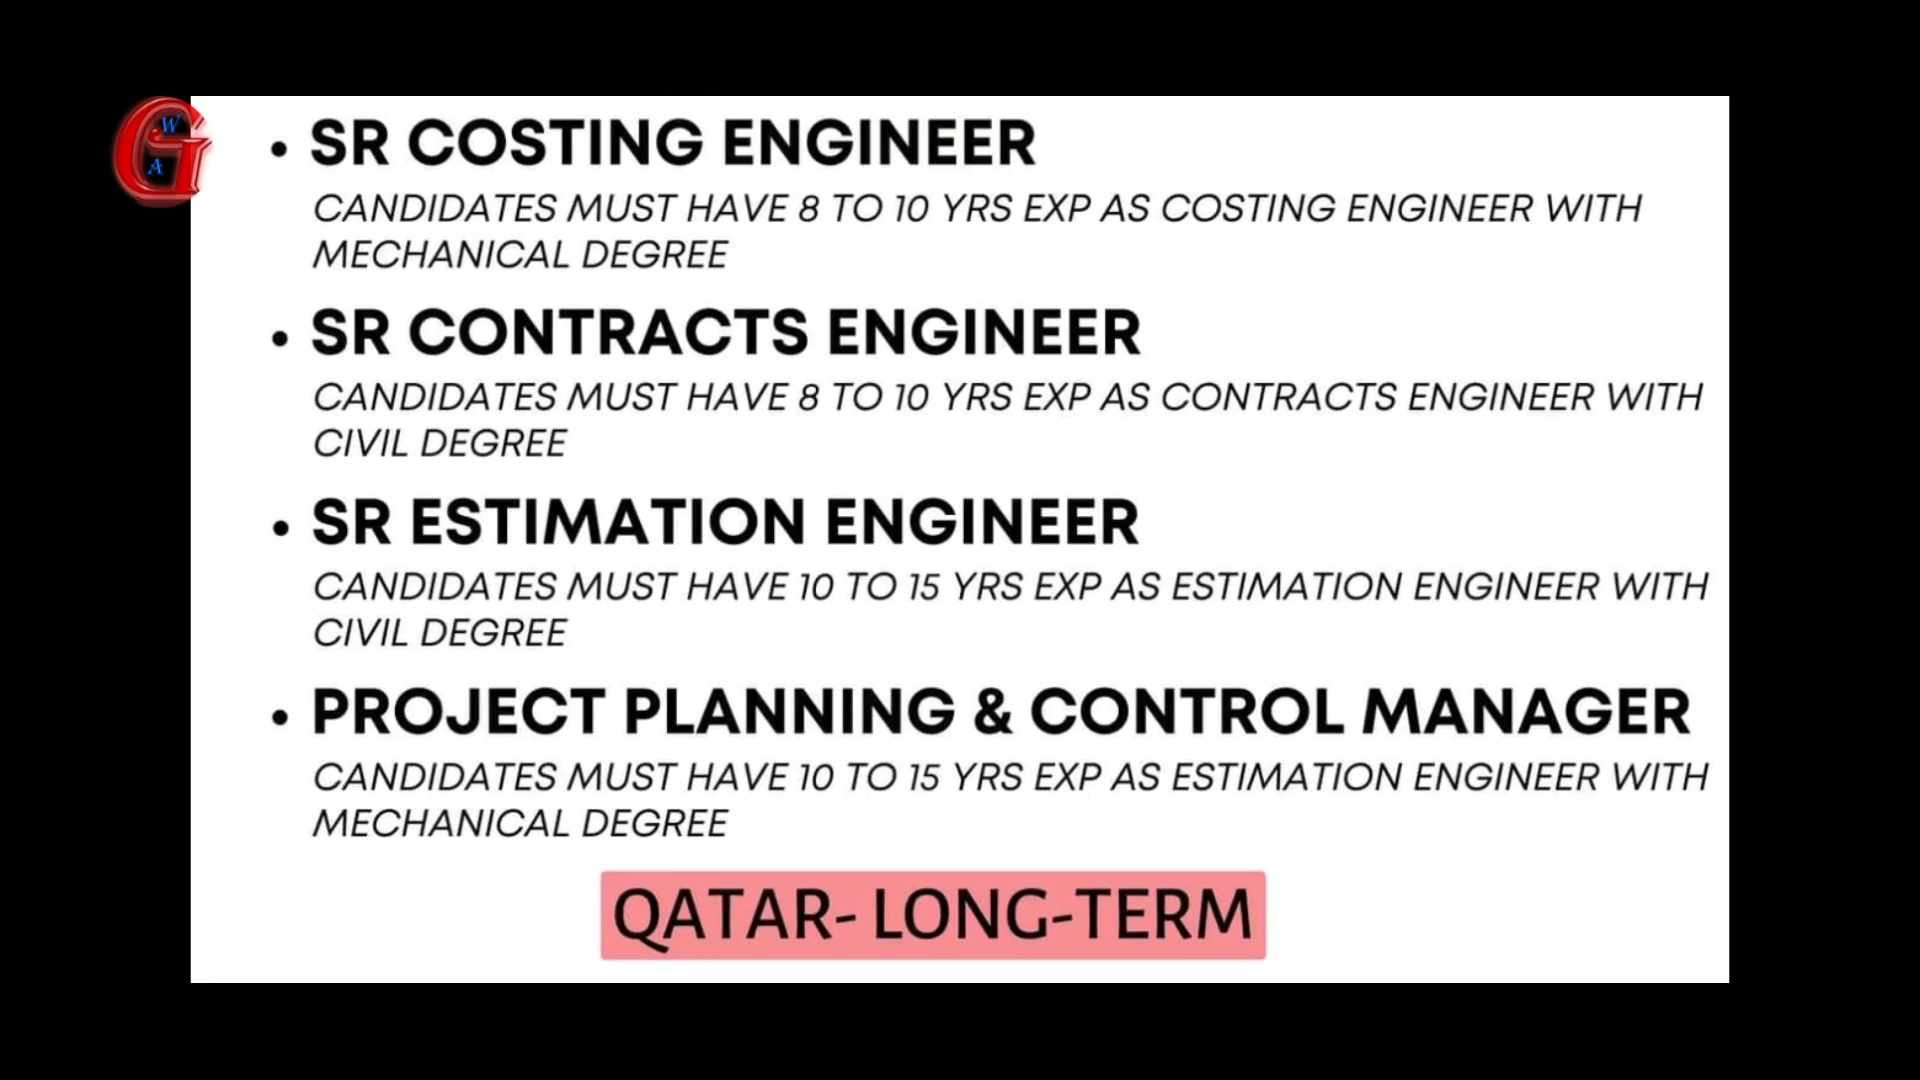 G
W
A
• SR COSTING ENGINEER
CANDIDATES MUST HAVE 8 TO 10 YRS EXP AS COSTING ENGINEER WITH
MECHANICAL DEGREE
• SR CONTRACTS ENGINEER
CANDIDATES MUST HAVE 8 TO 10 YRS EXP AS CONTRACTS ENGINEER WITH
CIVIL DEGREE
• SR ESTIMATION ENGINEER
CANDIDATES MUST HAVE 10 TO 15 YRS EXP AS ESTIMATION ENGINEER WITH
CIVIL DEGREE
• PROJECT PLANNING & CONTROL MANAGER
CANDIDATES MUST HAVE 10 TO 15 YRS EXP AS ESTIMATION ENGINEER WITH
MECHANICAL DEGREE
QATAR- LONG-TERM